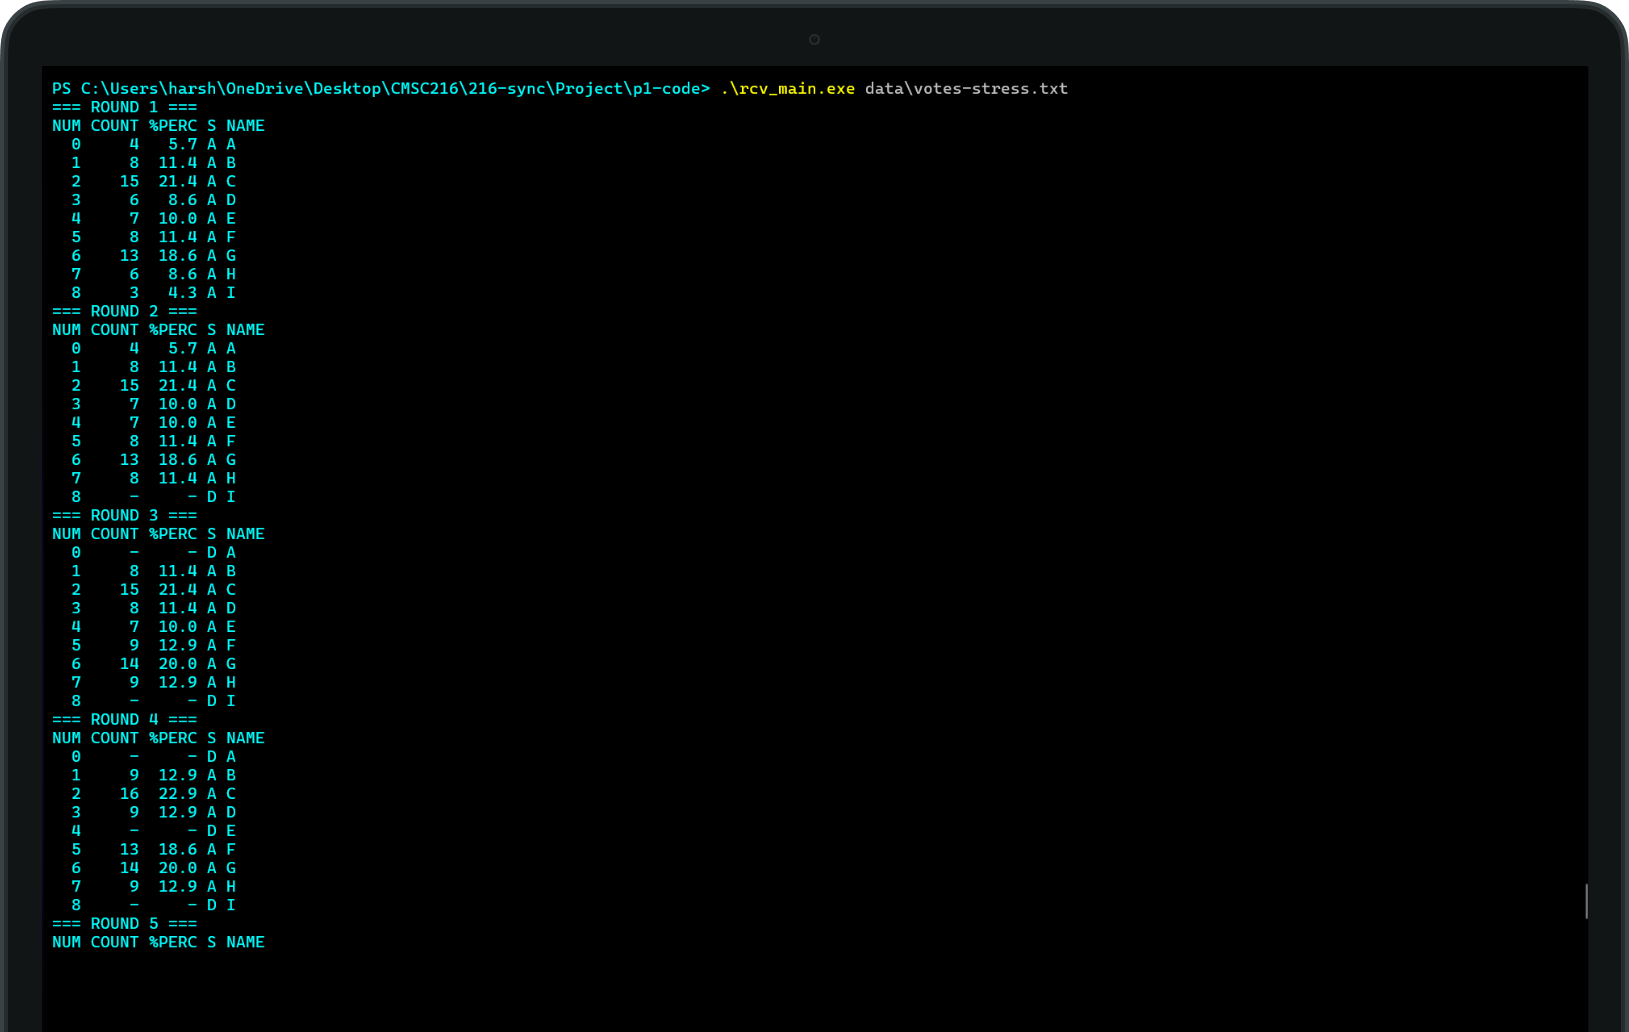 PS C:\Users\harsh\OneDrive\Desktop\CMSC216\216-sync\Project\p1-code> .\rcv_main.exe data\votes-stress.txt
=== ROUND 1 ===
NUM COUNT %PERC S NAME
  0     4   5.7 A A
  1     8  11.4 A B
  2    15  21.4 A C
  3     6   8.6 A D
  4     7  10.0 A E
  5     8  11.4 A F
  6    13  18.6 A G
  7     6   8.6 A H
  8     3   4.3 A I
=== ROUND 2 ===
NUM COUNT %PERC S NAME
  0     4   5.7 A A
  1     8  11.4 A B
  2    15  21.4 A C
  3     7  10.0 A D
  4     7  10.0 A E
  5     8  11.4 A F
  6    13  18.6 A G
  7     8  11.4 A H
  8     -     - D I
=== ROUND 3 ===
NUM COUNT %PERC S NAME
  0     -     - D A
  1     8  11.4 A B
  2    15  21.4 A C
  3     8  11.4 A D
  4     7  10.0 A E
  5     9  12.9 A F
  6    14  20.0 A G
  7     9  12.9 A H
  8     -     - D I
=== ROUND 4 ===
NUM COUNT %PERC S NAME
  0     -     - D A
  1     9  12.9 A B
  2    16  22.9 A C
  3     9  12.9 A D
  4     -     - D E
  5    13  18.6 A F
  6    14  20.0 A G
  7     9  12.9 A H
  8     -     - D I
=== ROUND 5 ===
NUM COUNT %PERC S NAME